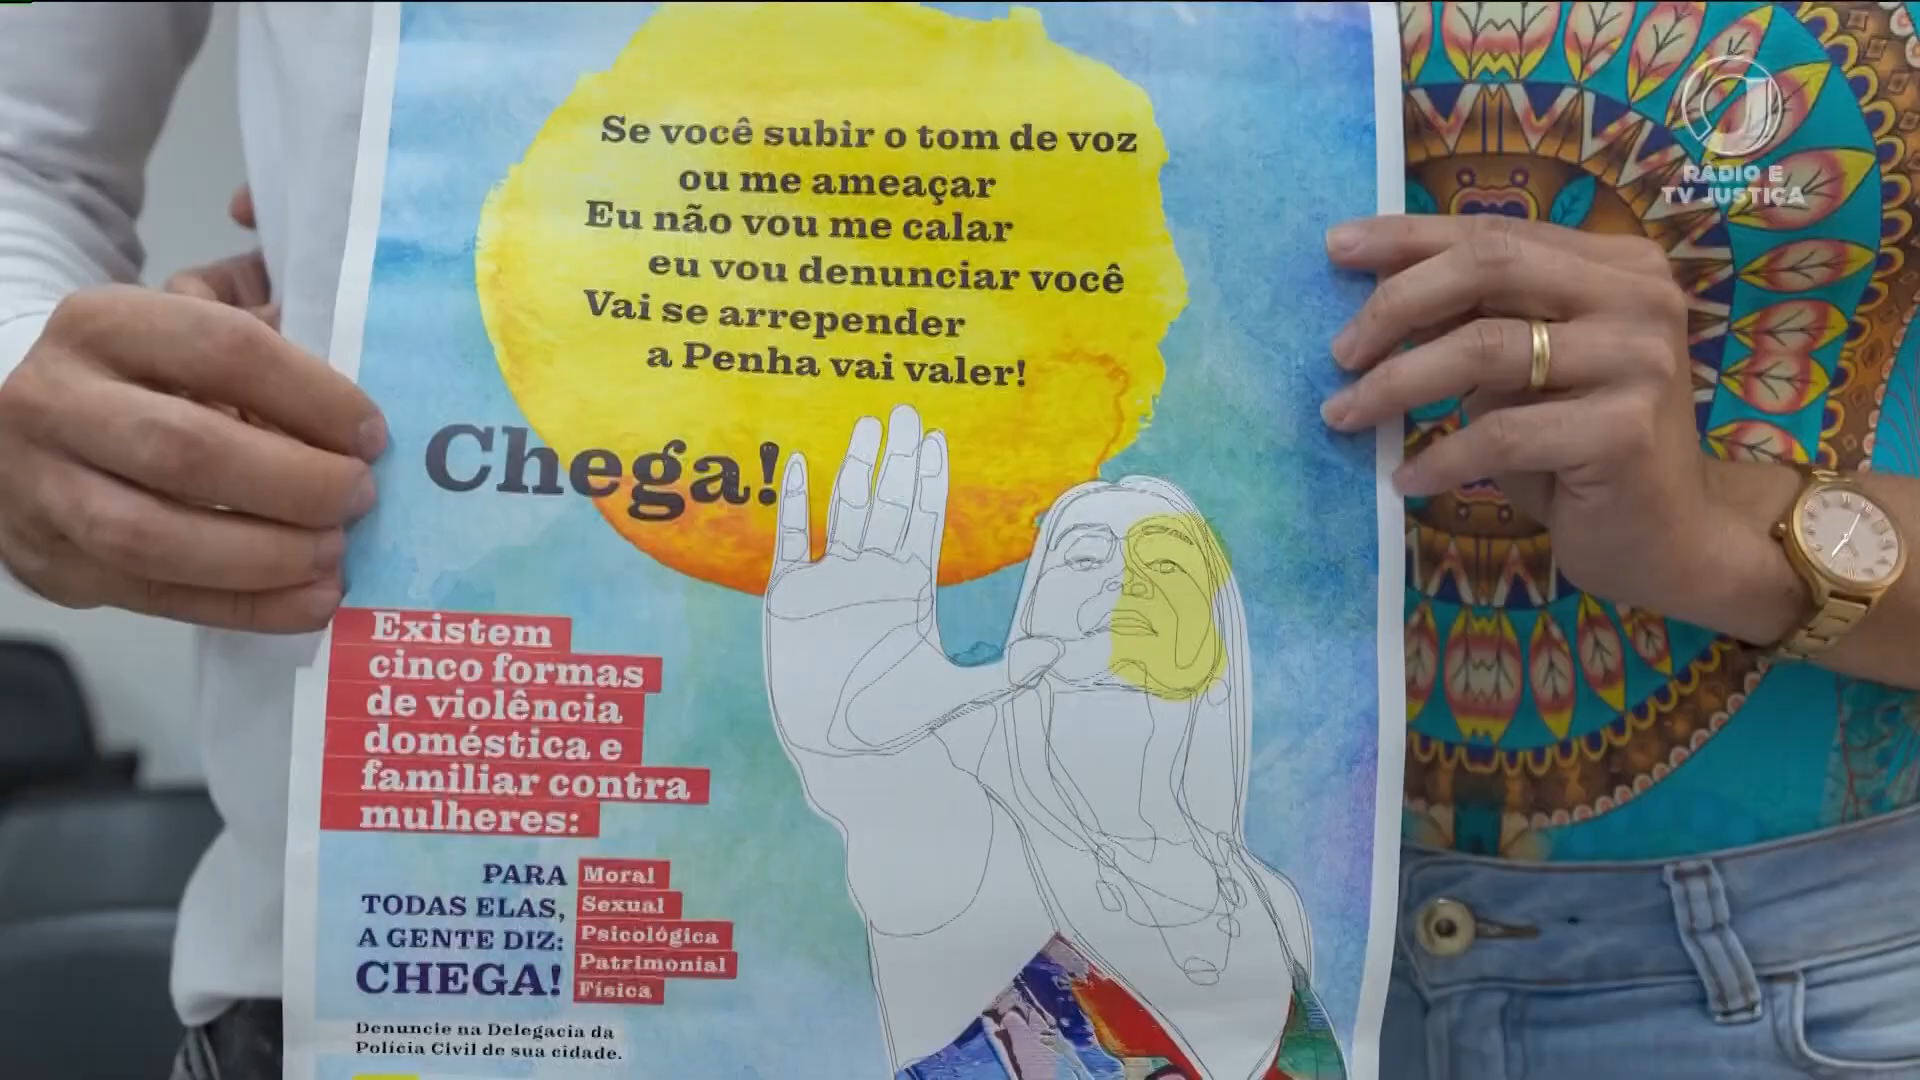 Se você subir o tom de voz
ou me ameaçar
Eu não vou me calar
eu vou denunciar você
Vai se arrepender
a Penha vai valer!
Chega!
Existem
cinco formas
de violência
doméstica e
familiar contra
mulheres:
PARA
TODAS ELAS,
A GENTE DIZ:
CHEGA!
Moral
Sexual
Psicológica
Patrimonial
Física
Denuncie na Delegacia da
Polícia Civil de sua cidade.
RÁDIO E
TV JUSTIÇA